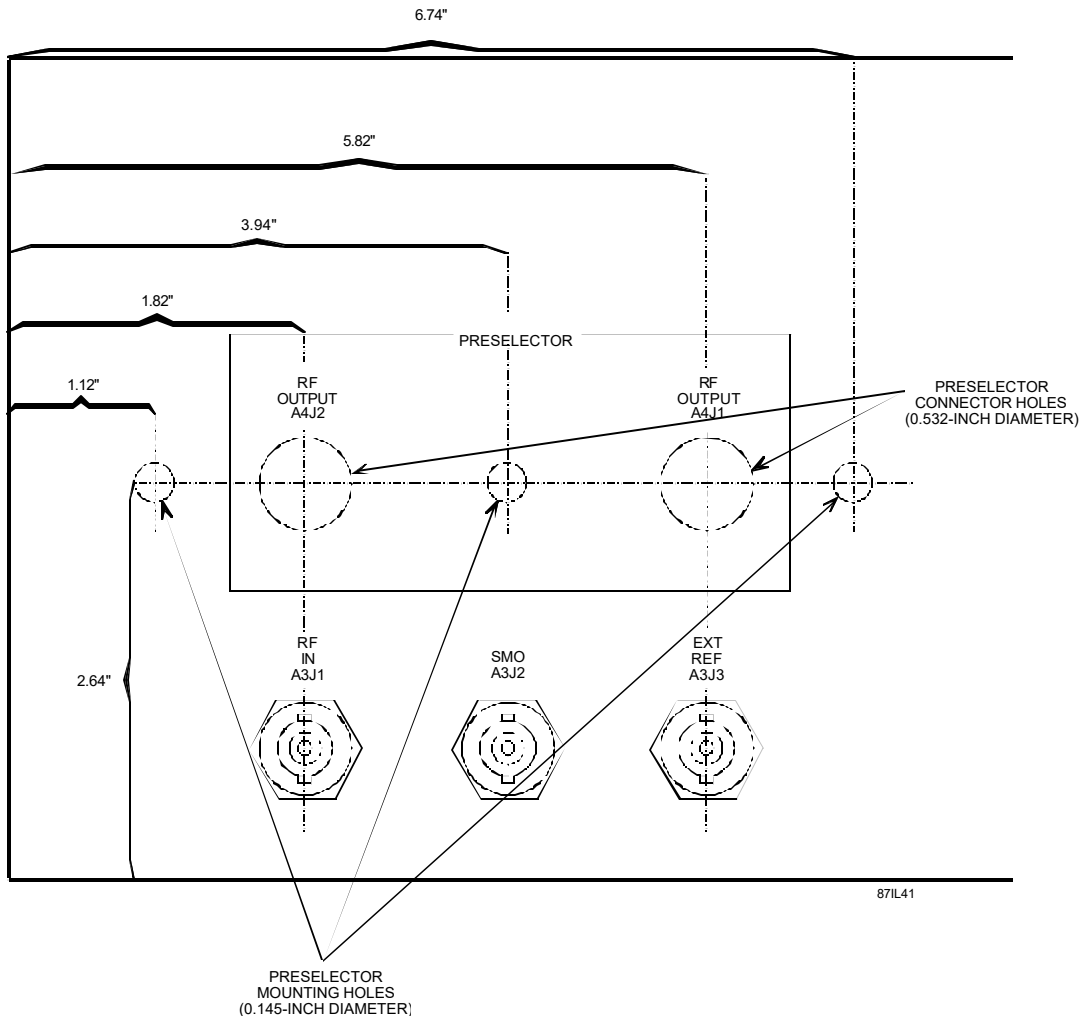 6.74"
5.82"
3.94"
1.82"
1.12"
PRESELECTOR
RF
OUTPUT
A4J2
RF
OUTPUT
A4J1
PRESELECTOR
CONNECTOR HOLES
(0.532-INCH DIAMETER)
2.64"
RF
IN
A3J1
SMO
A3J2
EXT
REF
A3J3
87IL41
PRESELECTOR
MOUNTING HOLES
(0.145-INCH DIAMETER)